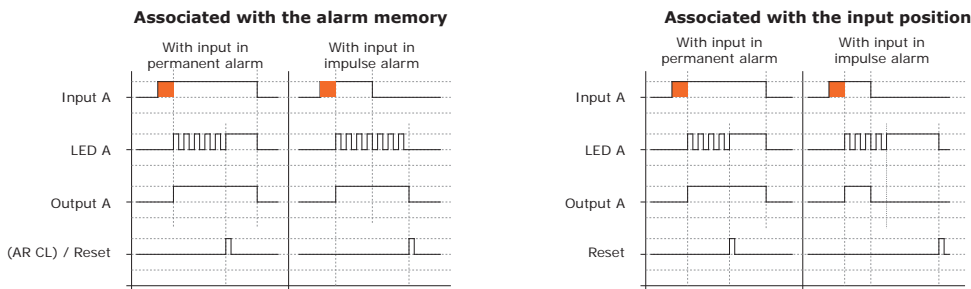 Associated with the alarm memory
With input in
permanent alarm
With input in
impulse alarm
Input A
LED A
Output A
(AR CL) / Reset
Associated with the input position
With input in
permanent alarm
With input in
impulse alarm
Input A
LED A
Output A
Reset